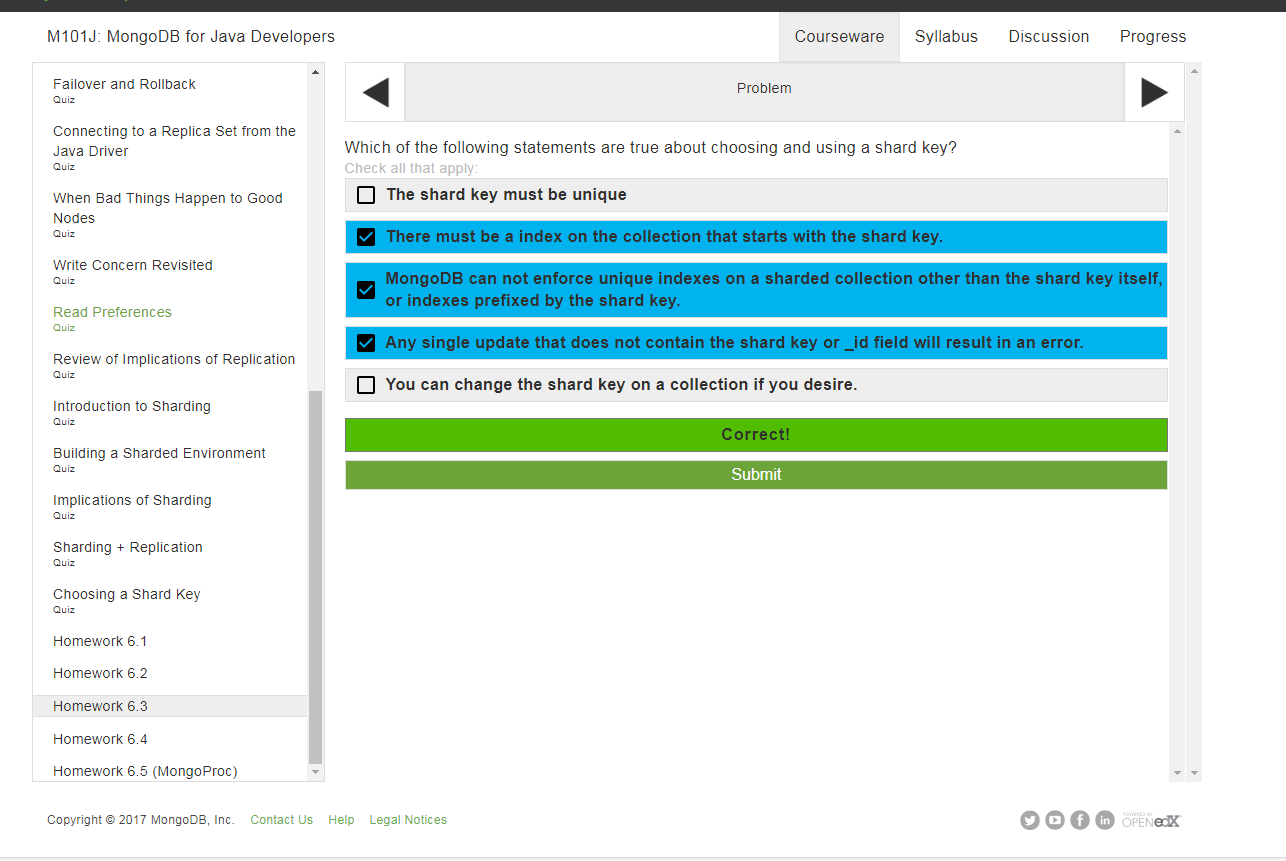 M101J: MongoDB for Java Developers
Courseware
Syllabus
Discussion
Progress
Failover and Rollback
Quiz
Connecting to a Replica Set from the
Java Driver
Quiz
When Bad Things Happen to Good
Nodes
Quiz
Write Concern Revisited
Quiz
Read Preferences
Quiz
Review of Implications of Replication
Quiz
Introduction to Sharding
Quiz
Building a Sharded Environment
Quiz
Implications of Sharding
Quiz
Sharding + Replication
Quiz
Choosing a Shard Key
Quiz
Homework 6.1
Homework 6.2
Homework 6.3
Homework 6.4
Homework 6.5 (MongoProc)
Problem
Which of the following statements are true about choosing and using a shard key?
Check all that apply:
The shard key must be unique
There must be a index on the collection that starts with the shard key.
MongoDB can not enforce unique indexes on a sharded collection other than the shard key itself,
or indexes prefixed by the shard key.
Any single update that does not contain the shard key or _id field will result in an error.
You can change the shard key on a collection if you desire.
Correct!
Submit
Copyright © 2017 MongoDB, Inc.
Contact Us
Help
Legal Notices
POWERED BY
OPEN edX